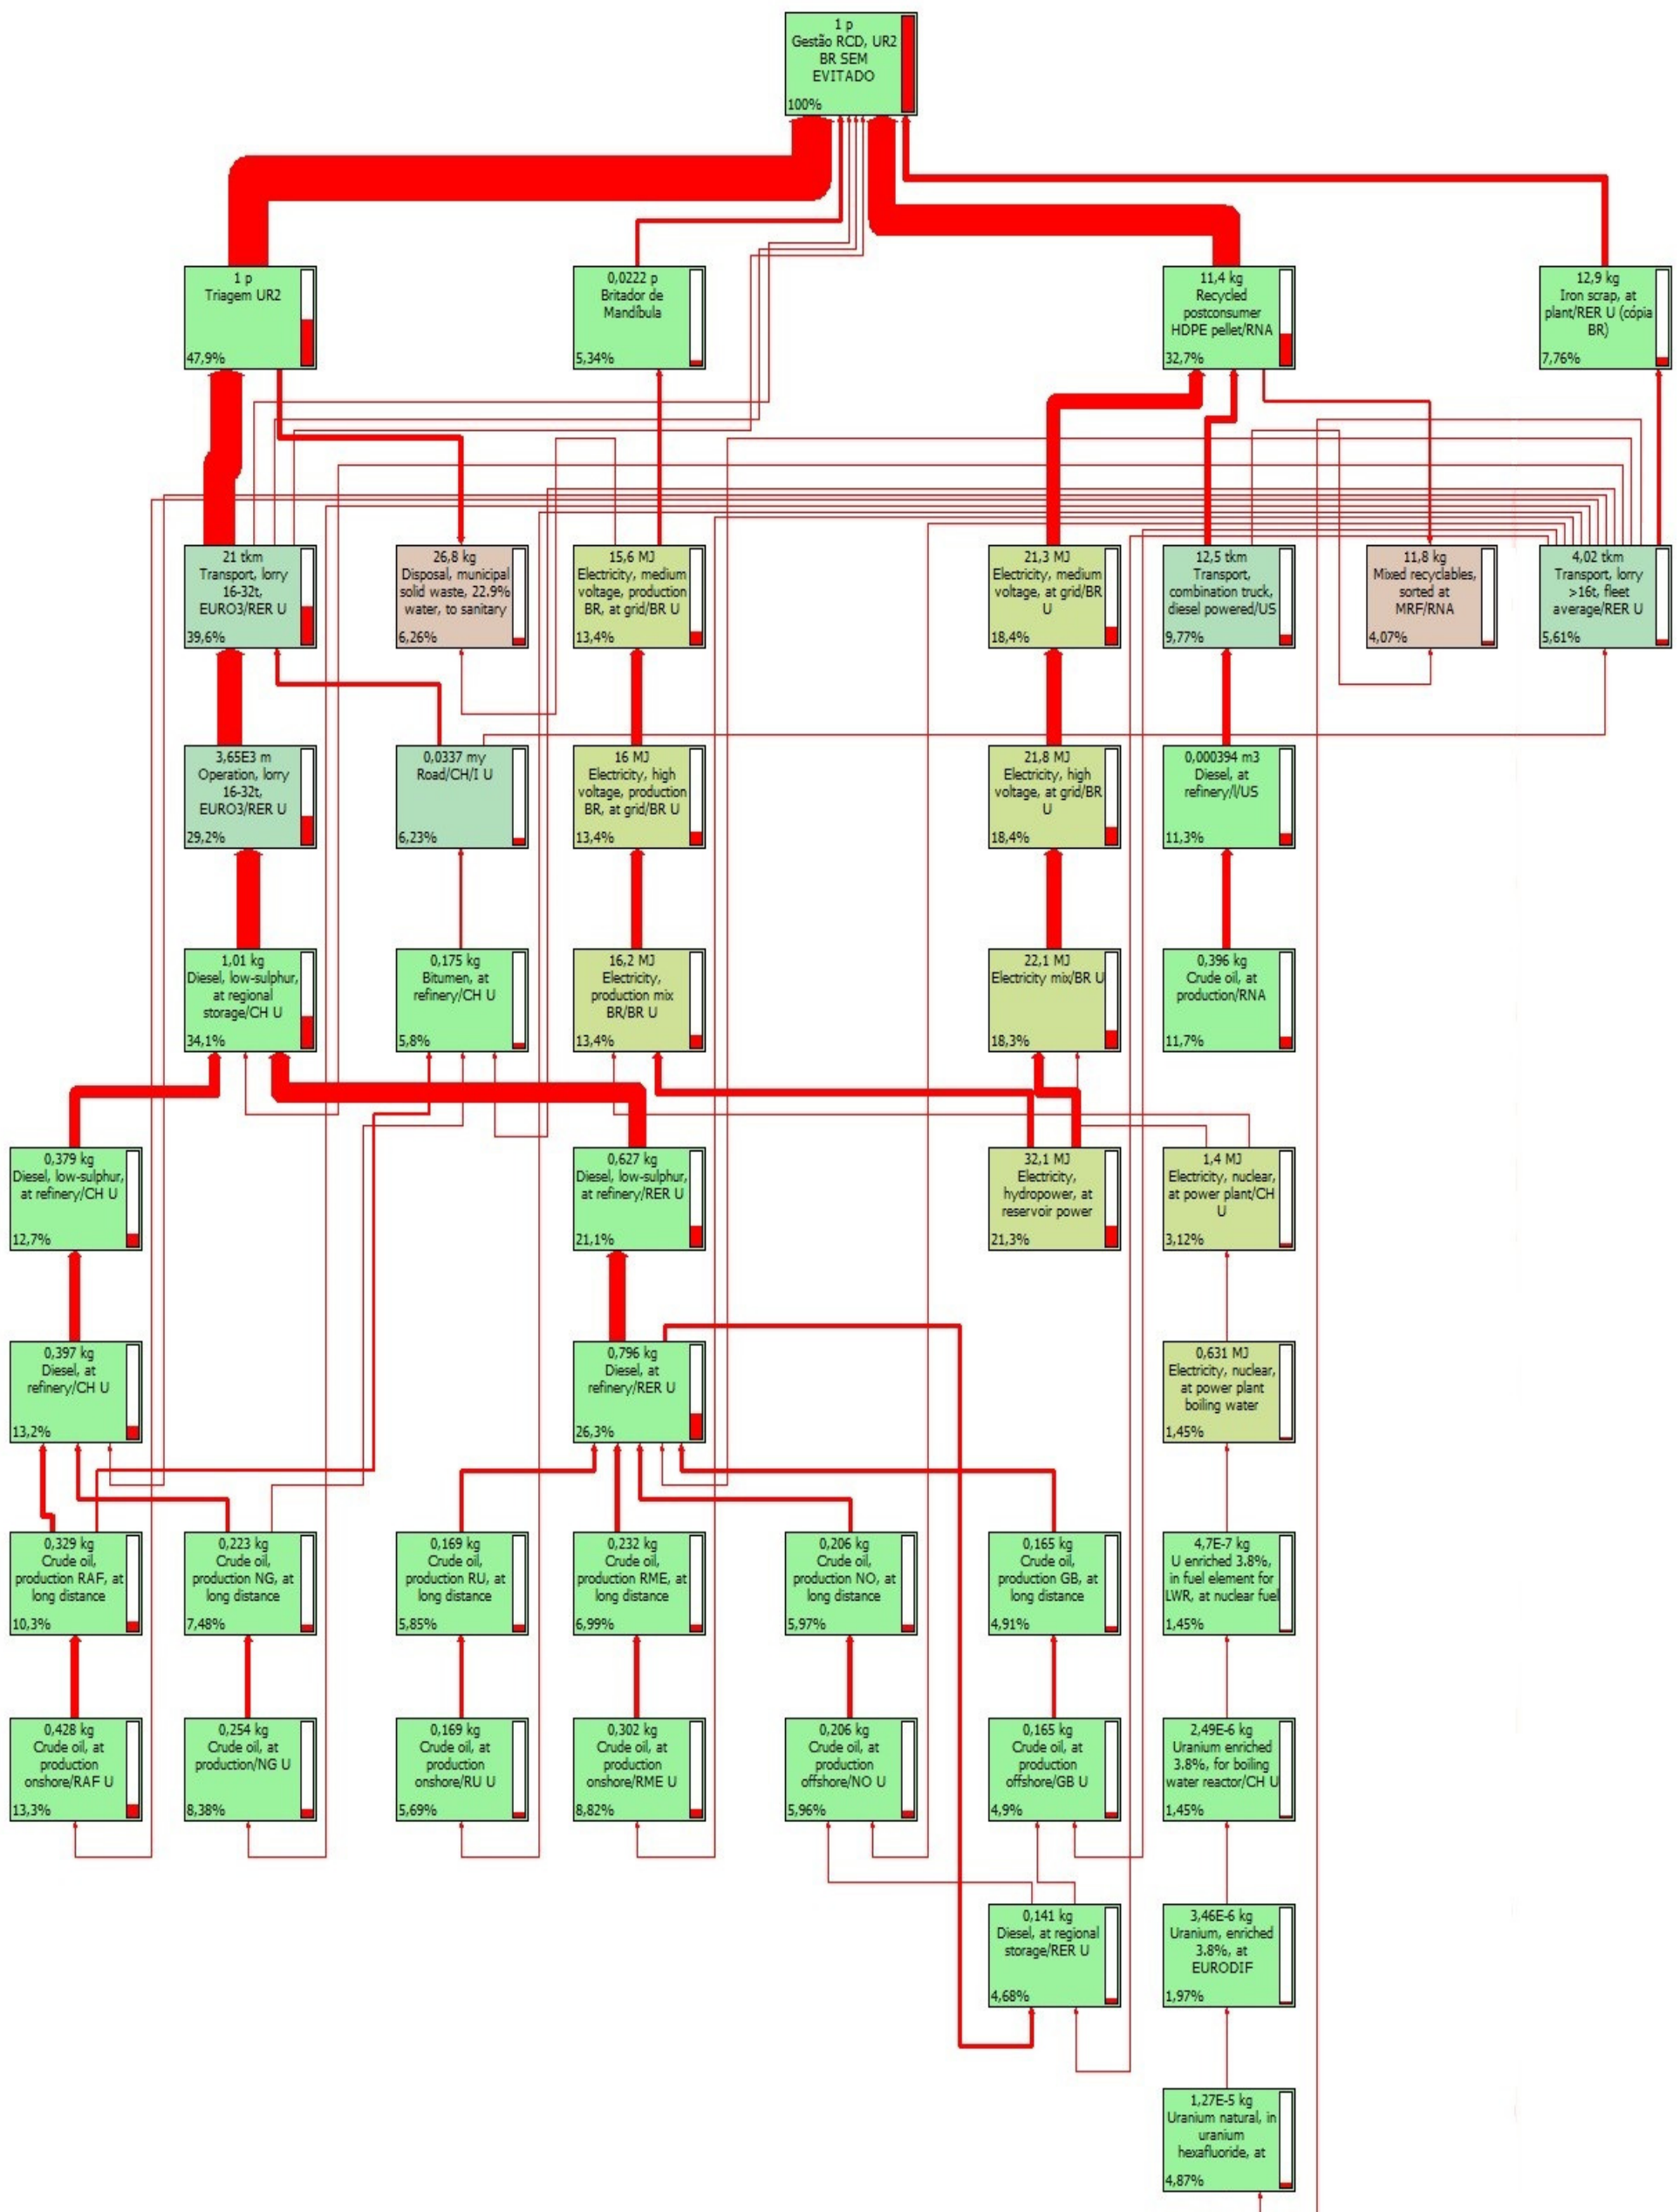 1 p
Gestão RCD, UR2
BR SEM
EVITADO
100%
1 p
Triagem UR2
47,9%
0,0222 p
Britador de
Mandíbula
5,34%
11,4 kg
Recycled
postconsumer
HDPE pellet/RNA
32,7%
12,9 kg
Iron scrap, at
plant/RER U (cópia
BR)
7,76%
21 tkm
Transport, lorry
16-32t,
EURO3/RER U
39,6%
26,8 kg
Disposal, municipal
solid waste, 22.9%
water, to sanitary
6,26%
15,6 MJ
Electricity, medium
voltage, production
BR, at grid/BR U
13,4%
21,3 MJ
Electricity, medium
voltage, at grid/BR
U
18,4%
12,5 tkm
Transport,
combination truck,
diesel powered/US
9,77%
11,8 kg
Mixed recyclables,
sorted at
MRF/RNA
4,07%
4,02 tkm
Transport, lorry
>16t, fleet
average/RER U
5,61%
3,65E3 m
Operation, lorry
16-32t,
EURO3/RER U
29,2%
0,0337 my
Road/CH/I U
6,23%
16 MJ
Electricity, high
voltage, production
BR, at grid/BR U
13,4%
21,8 MJ
Electricity, high
voltage, at grid/BR
U
18,4%
0,000394 m3
Diesel, at
refinery/l/US
11,3%
1,01 kg
Diesel, low-sulphur,
at regional
storage/CH U
34,1%
0,175 kg
Bitumen, at
refinery/CH U
5,8%
16,2 MJ
Electricity,
production mix
BR/BR U
13,4%
22,1 MJ
Electricity mix/BR U
18,3%
0,396 kg
Crude oil, at
production/RNA
11,7%
0,379 kg
Diesel, low-sulphur,
at refinery/CH U
12,7%
0,627 kg
Diesel, low-sulphur,
at refinery/RER U
21,1%
32,1 MJ
Electricity,
hydropower, at
reservoir power
21,3%
1,4 MJ
Electricity, nuclear,
at power plant/CH
U
3,12%
0,397 kg
Diesel, at
refinery/CH U
13,2%
0,796 kg
Diesel, at
refinery/RER U
26,3%
0,631 MJ
Electricity, nuclear,
at power plant
boiling water
1,45%
0,329 kg
Crude oil,
production RAF, at
long distance
10,3%
0,223 kg
Crude oil,
production NG, at
long distance
7,48%
0,169 kg
Crude oil,
production RU, at
long distance
5,85%
0,232 kg
Crude oil,
production RME, at
long distance
6,99%
0,206 kg
Crude oil,
production NO, at
long distance
5,97%
0,165 kg
Crude oil,
production GB, at
long distance
4,91%
4,7E-7 kg
U enriched 3.8%,
in fuel element for
LWR, at nuclear fuel
1,45%
0,428 kg
Crude oil, at
production
onshore/RAF U
13,3%
0,254 kg
Crude oil, at
production/NG U
8,38%
0,169 kg
Crude oil, at
production
onshore/RU U
5,69%
0,302 kg
Crude oil, at
production
onshore/RME U
8,82%
0,206 kg
Crude oil, at
production
offshore/NO U
5,96%
0,165 kg
Crude oil, at
production
offshore/GB U
4,9%
2,49E-6 kg
Uranium enriched
3.8%, for boiling
water reactor/CH U
1,45%
0,141 kg
Diesel, at regional
storage/RER U
4,68%
3,46E-6 kg
Uranium, enriched
3.8%, at
EURODIF
1,97%
1,27E-5 kg
Uranium natural, in
uranium
hexafluoride, at
4,87%